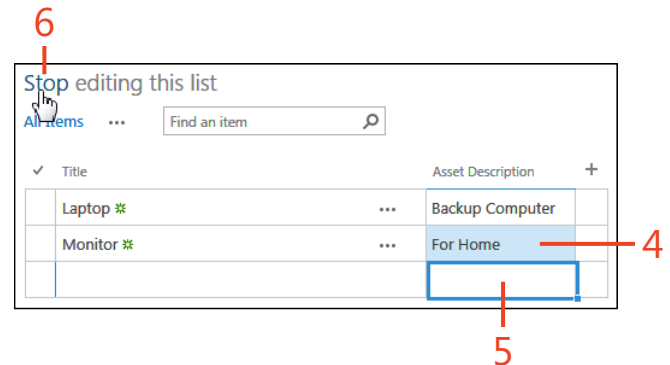 6
Stop editing this list
All items ... Find an item
Title Asset Description +
Laptop ... Backup Computer
Monitor ... For Home 4
5